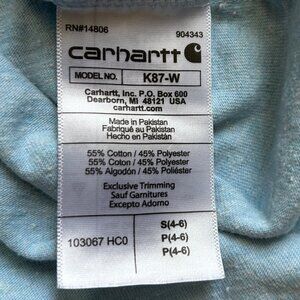 RN#14806 904343
carhartt
MODEL NO. K87-W
Carhartt, Inc. P.O. Box 600
Dearborn, MI 48121 USA
carhartt.com
Made in Pakistan
Fabriqué au Pakistan
Hecho en Pakistán
55% Cotton / 45% Polyester
55% Coton / 45% Polyester
55% Algodón / 45% Poliéster
Exclusive Trimming
Sauf Garnitures
Excepto Adorno
S(4-6)
103067 HC0 P(4-6)
P(4-6)